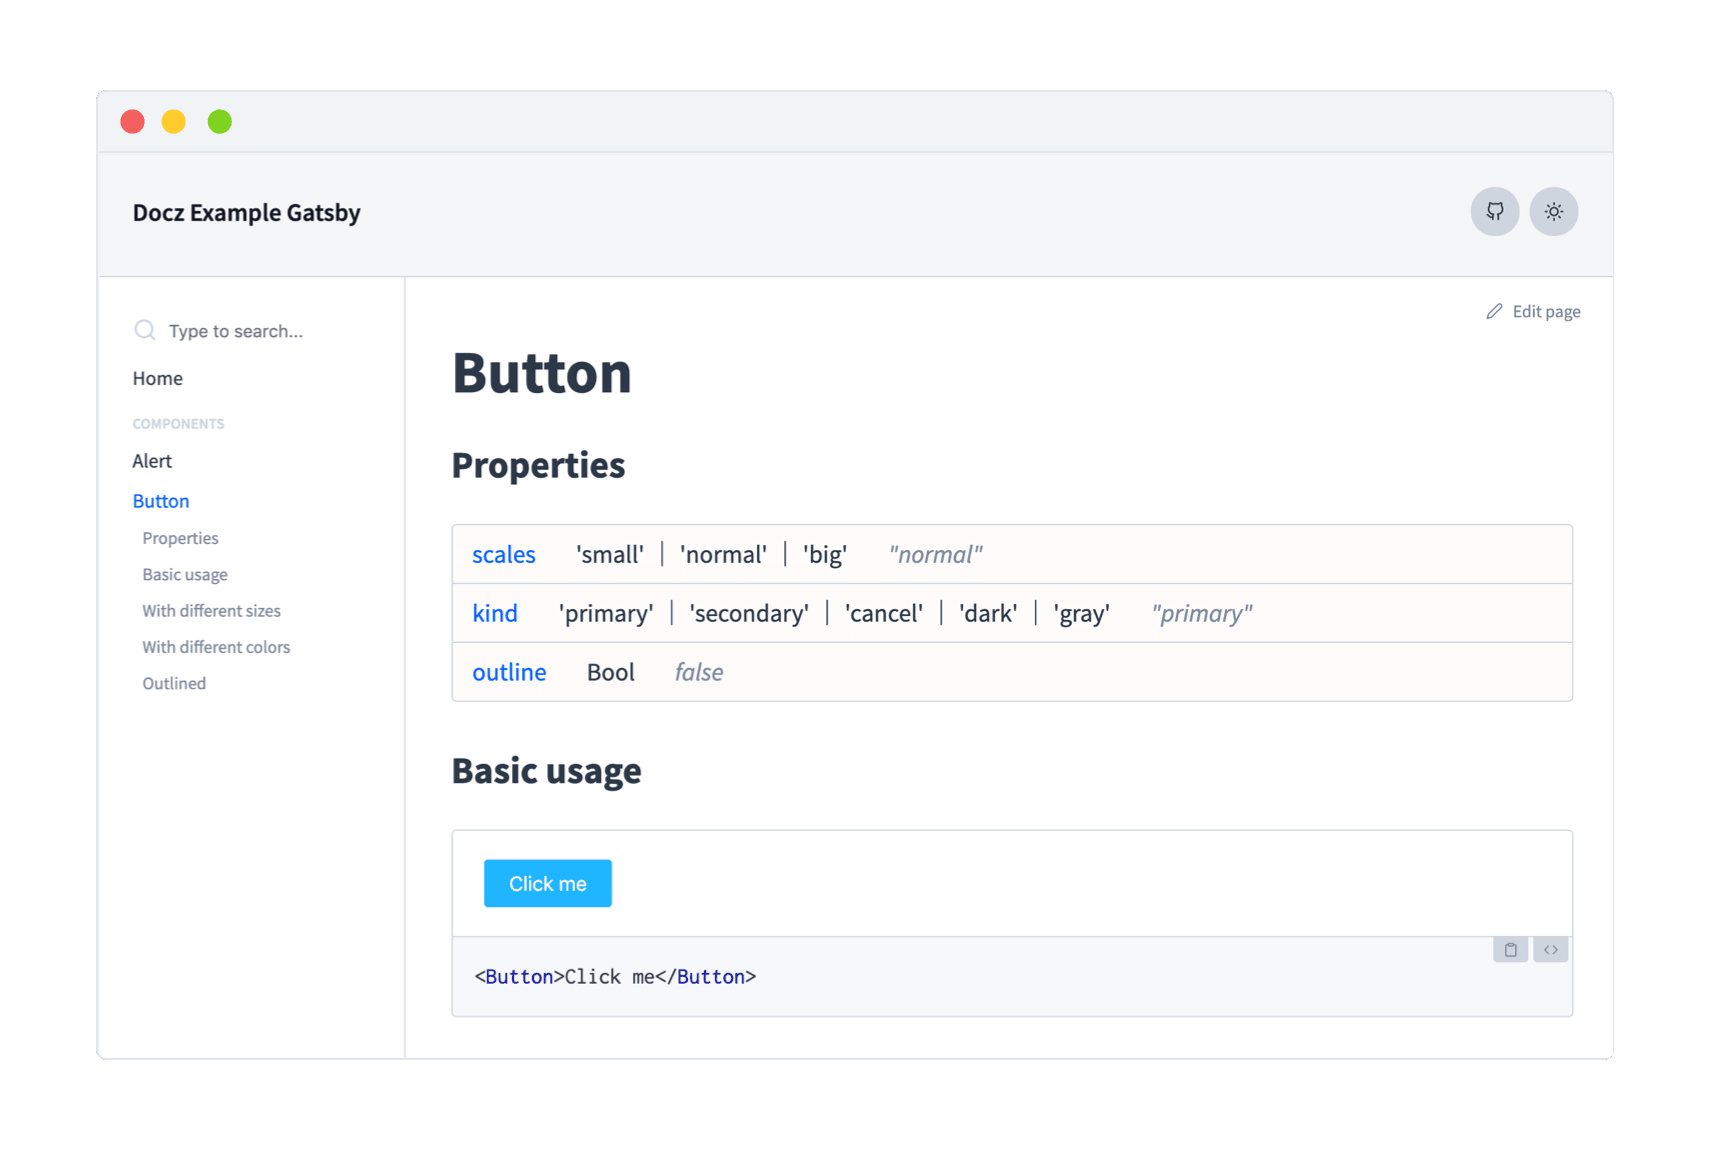 Docz Example Gatsby
Type to search...
Home
COMPONENTS
Alert
Button
Properties
Basic usage
With different sizes
With different colors
Outlined
Edit page
Button
Properties
scales 'small' | 'normal' | 'big' "normal"
kind 'primary' | 'secondary' | 'cancel' | 'dark' | 'gray' "primary"
outline Bool false
Basic usage
Click me
<Button>Click me</Button>